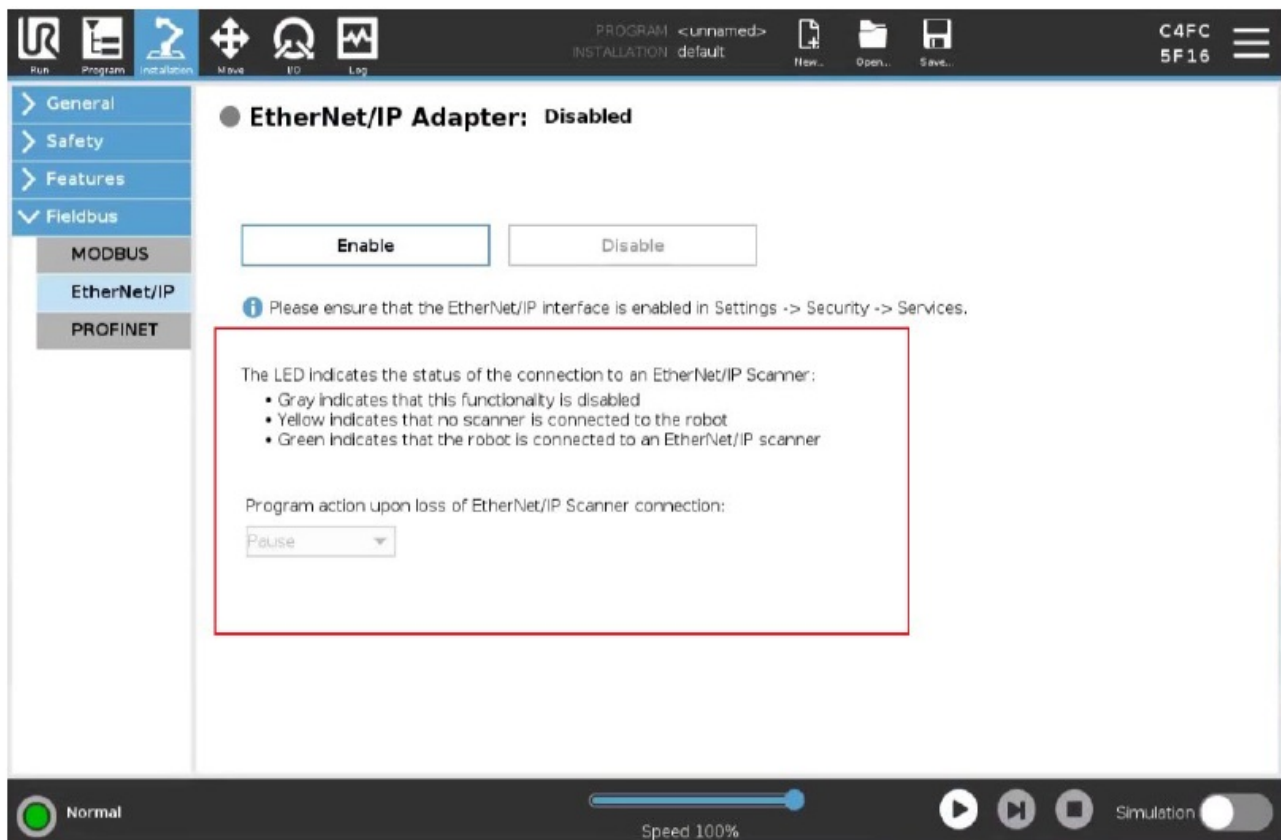 UR
Run
Program
Installation
Move
I/O
Log
PROGRAM <unnamed>
INSTALLATION default
New...
Open...
Save...
C4FC
5F16
General
Safety
Features
Fieldbus
MODBUS
EtherNet/IP
PROFINET
EtherNet/IP Adapter: Disabled
Enable
Disable
Please ensure that the EtherNet/IP interface is enabled in Settings -> Security -> Services.
The LED indicates the status of the connection to an EtherNet/IP Scanner:
• Gray indicates that this functionality is disabled
• Yellow indicates that no scanner is connected to the robot
• Green indicates that the robot is connected to an EtherNet/IP scanner
Program action upon loss of EtherNet/IP Scanner connection:
Pause
Normal
Speed 100%
Simulation